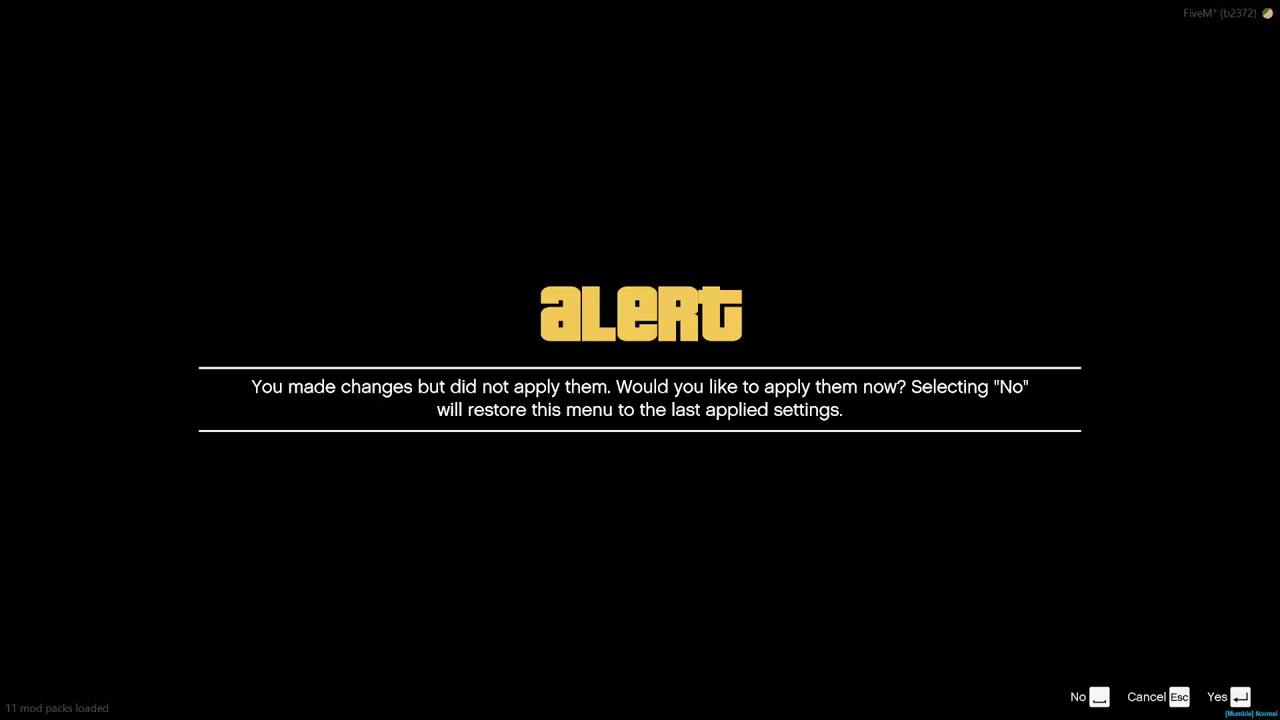 FiveM* (b2372)
aLeRt
You made changes but did not apply them. Would you like to apply them now? Selecting "No"
will restore this menu to the last applied settings.
No Cancel Esc Yes
11 mod packs loaded
[Mumble] Normal